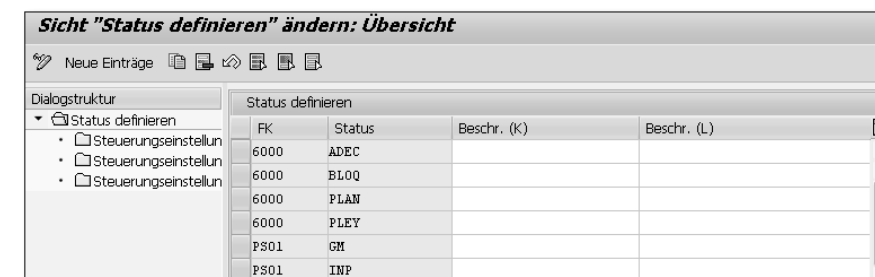 Sicht "Status definieren" ändern: Übersicht
Neue Einträge
Dialogstruktur
Status definieren
Steuerungseinstellun
Steuerungseinstellun
Steuerungseinstellun
Status definieren
FK Status Beschr. (K) Beschr. (L)
6000 ADEC
6000 BLOQ
6000 PLAN
6000 PLEY
PS01 GM
PS01 INP